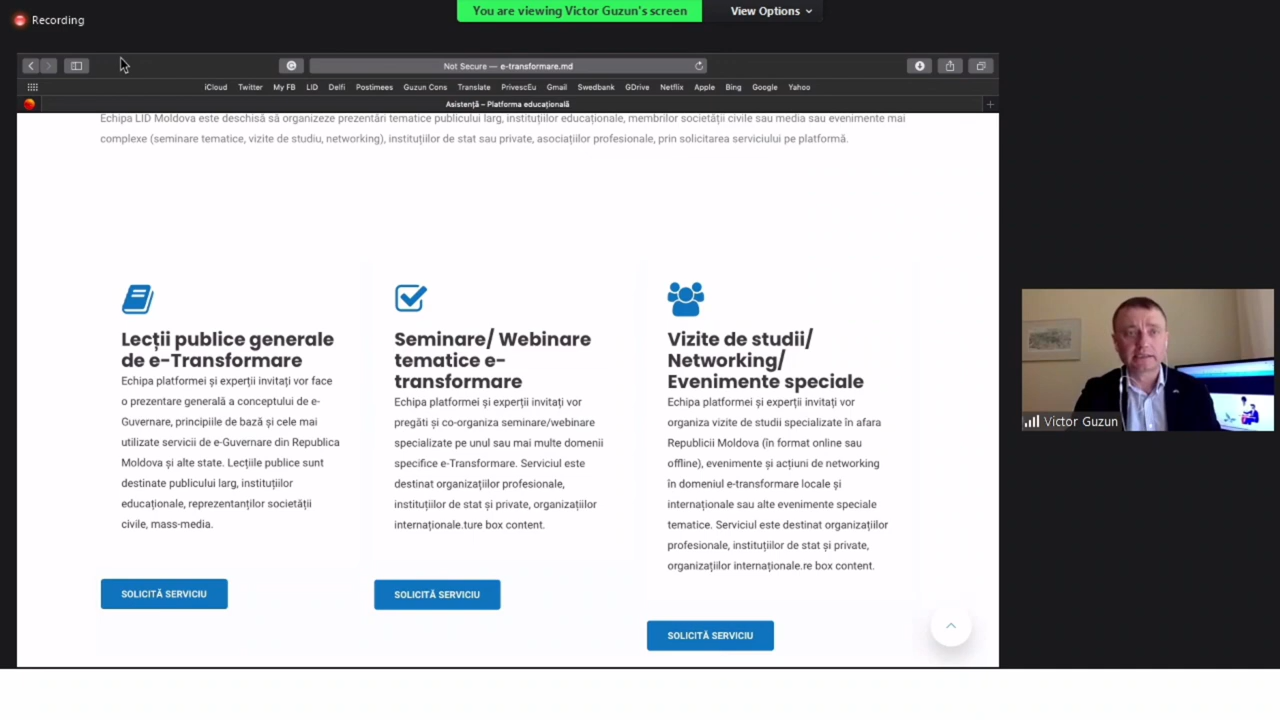 Recording
You are viewing Victor Guzun's screen
View Options
Not Secure — e-transformare.md
iCloud Twitter My FB LID Delfi Postimees Guzun Cons Translate PrivescEu Gmail Swedbank GDrive Netflix Apple Bing Google Yahoo
Asistență – Platforma educațională
Echipa LID Moldova este deschisă să organizeze prezentări tematice publicului larg, instituțiilor educaționale, membrilor societății civile sau media sau evenimente mai
complexe (seminare tematice, vizite de studiu, networking), instituțiilor de stat sau private, asociațiilor profesionale, prin solicitarea serviciului pe platformă.
Lecții publice generale
de e-Transformare
Echipa platformei și experții invitați vor face
o prezentare generală a conceptului de e-
Guvernare, principiile de bază și cele mai
utilizate servicii de e-Guvernare din Republica
Moldova și alte state. Lecțiile publice sunt
destinate publicului larg, instituțiilor
educaționale, reprezentanților societății
civile, mass-media.
SOLICITĂ SERVICIU
Seminare/ Webinare
tematice e-
transformare
Echipa platformei și experții invitați vor
pregăti și co-organiza seminare/webinare
specializate pe unul sau mai multe domenii
specifice e-Transformare. Serviciul este
destinat organizațiilor profesionale,
instituțiilor de stat și private, organizațiilor
internaționale.ture box content.
SOLICITĂ SERVICIU
Vizite de studii/
Networking/
Evenimente speciale
Echipa platformei și experții invitați vor
organiza vizite de studii specializate în afara
Republicii Moldova (în format online sau
offline), evenimente și acțiuni de networking
în domeniul e-transformare locale și
internaționale sau alte evenimente speciale
tematice. Serviciul este destinat organizațiilor
profesionale, instituțiilor de stat și private,
organizațiilor internaționale.re box content.
SOLICITĂ SERVICIU
Victor Guzun